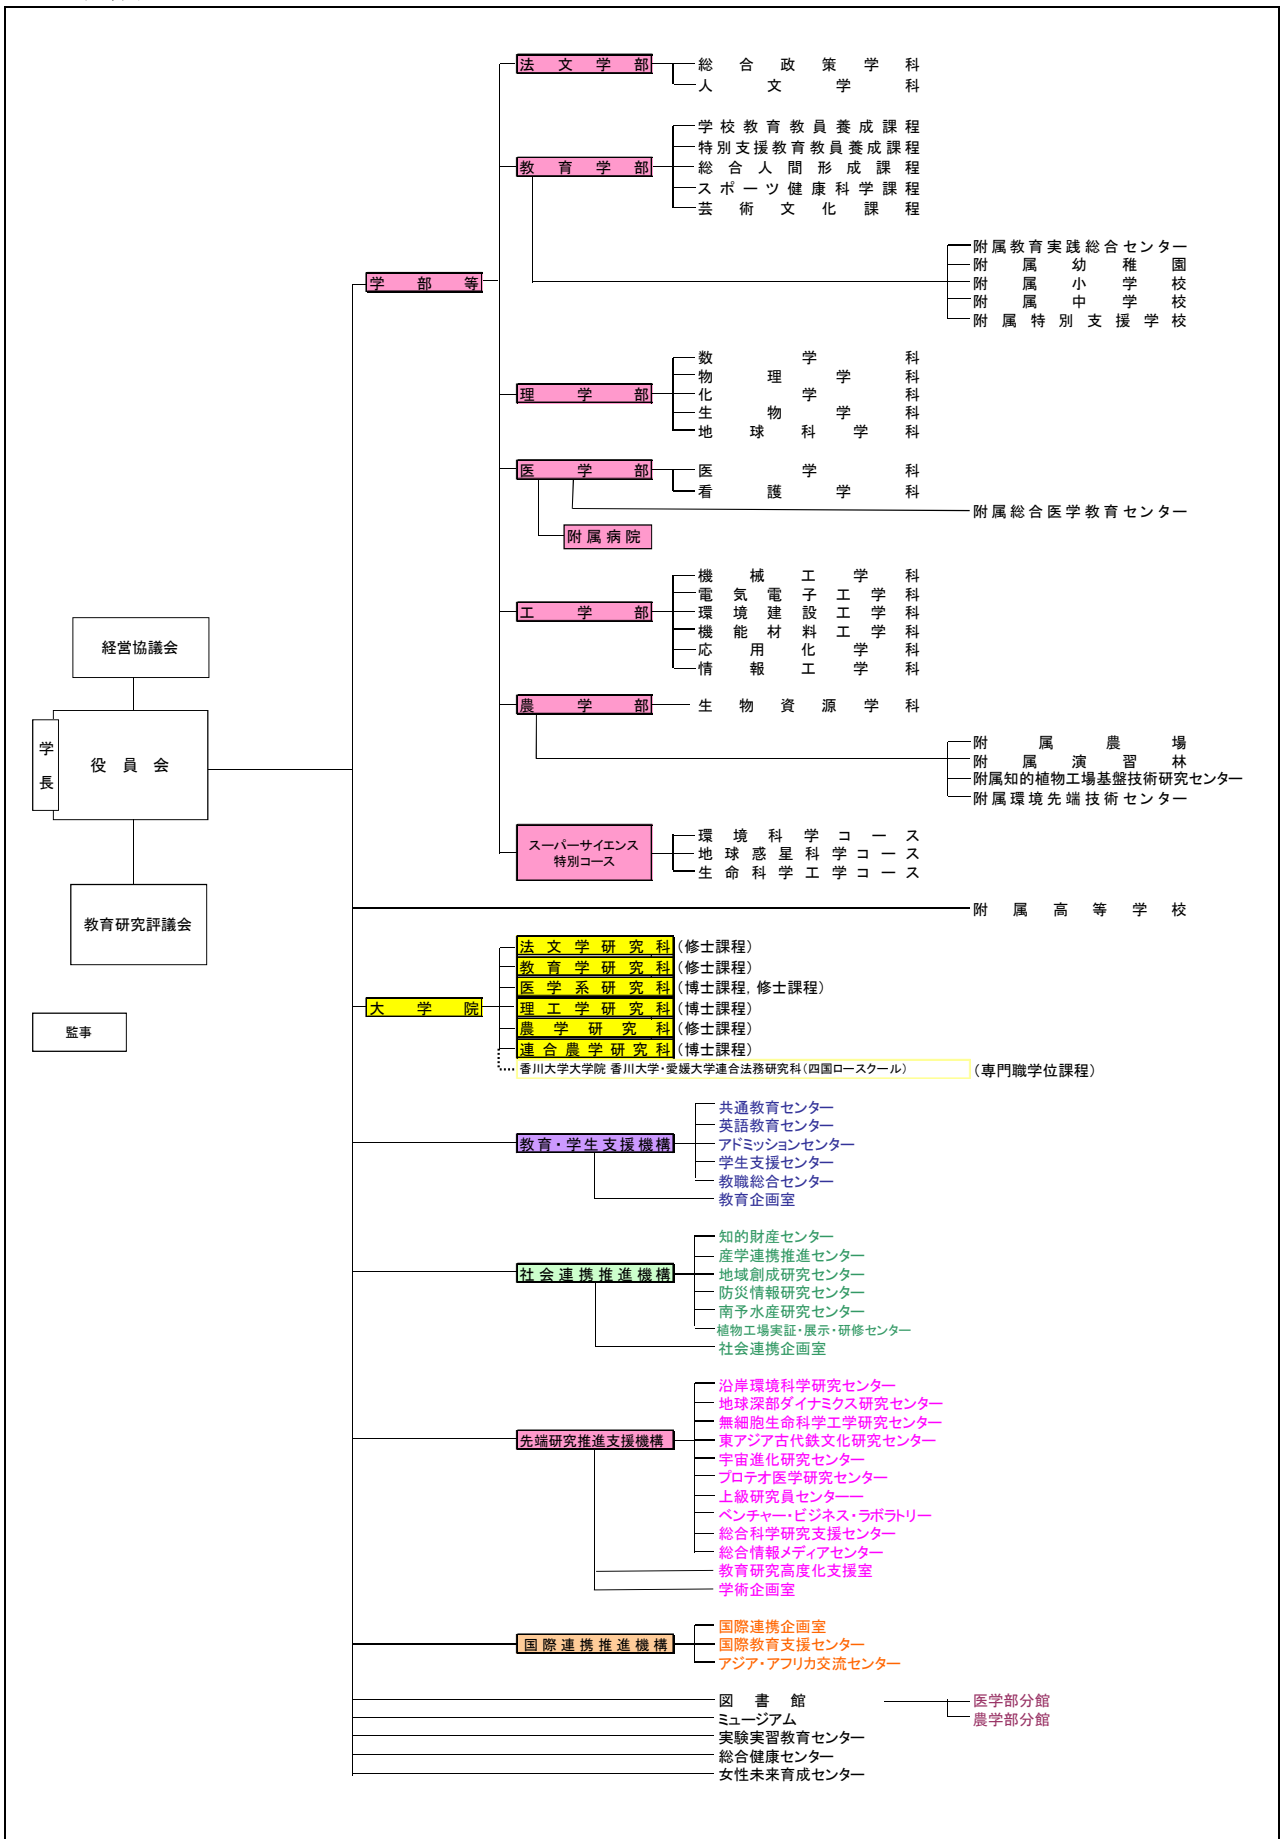 法文学部
総合政策学科
人文学科
教育学部
学校教育教員養成課程
特別支援教育教員養成課程
総合人間形成課程
スポーツ健康科学課程
芸術文化課程
附属教育実践総合センター
附属幼稚園
附属小学校
附属中学校
附属特別支援学校
学部等
理学部
数学科
物理学科
化学科
生物学科
地球科学科
医学部
医学科
看護学科
附属総合医学教育センター
附属病院
工学部
機械工学科
電気電子工学科
環境建設工学科
機能材料工学科
応用化学科
情報工学科
農学部
生物資源学科
附属農場
附属演習林
附属知的植物工場基盤技術研究センター
附属環境先端技術センター
スーパーサイエンス
特別コース
環境科学コース
地球惑星科学コース
生命科学工学コース
経営協議会
学長
役員会
教育研究評議会
監事
附属高等学校
大学院
法文学研究科(修士課程)
教育学研究科(修士課程)
医学系研究科(博士課程,修士課程)
理工学研究科(博士課程)
農学研究科(修士課程)
連合農学研究科(博士課程)
香川大学大学院 香川大学・愛媛大学連合法務研究科(四国ロースクール) (専門職学位課程)
教育・学生支援機構
共通教育センター
英語教育センター
アドミッションセンター
学生支援センター
教職総合センター
教育企画室
社会連携推進機構
知的財産センター
産学連携推進センター
地域創成研究センター
防災情報研究センター
南予水産研究センター
植物工場実証・展示・研修センター
社会連携企画室
先端研究推進支援機構
沿岸環境科学研究センター
地球深部ダイナミクス研究センター
無細胞生命科学工学研究センター
東アジア古代鉄文化研究センター
宇宙進化研究センター
プロテオ医学研究センター
上級研究員センターー
ベンチャー・ビジネス・ラボラトリー
総合科学研究支援センター
総合情報メディアセンター
教育研究高度化支援室
学術企画室
国際連携推進機構
国際連携企画室
国際教育支援センター
アジア・アフリカ交流センター
図書館
医学部分館
農学部分館
ミュージアム
実験実習教育センター
総合健康センター
女性未来育成センター